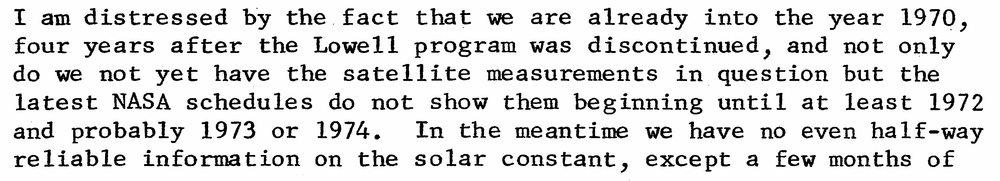 I am distressed by the fact that we are already into the year 1970,
four years after the Lowell program was discontinued, and not only
do we not yet have the satellite measurements in question but the
latest NASA schedules do not show them beginning until at least 1972
and probably 1973 or 1974.  In the meantime we have no even half-way
reliable information on the solar constant, except a few months of